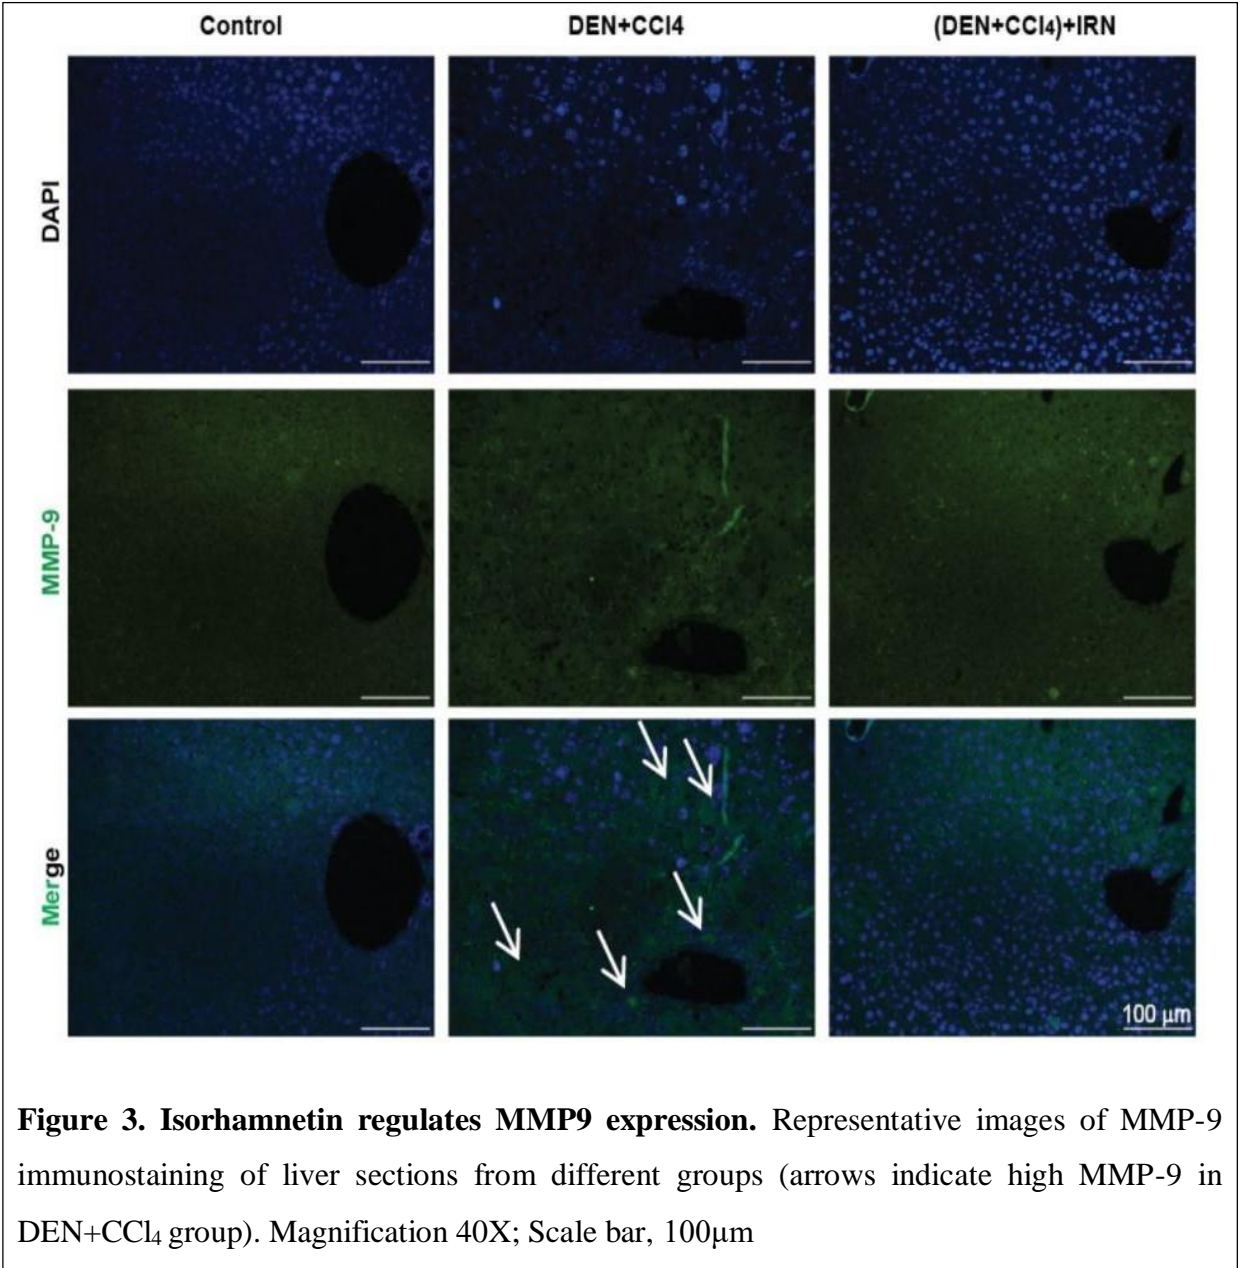 Control DEN+CCl4 (DEN+CCl4)+IRN
DAPI
MMP-9
Merge
100 µm
Figure 3. Isorhamnetin regulates MMP9 expression. Representative images of MMP-9
immunostaining of liver sections from different groups (arrows indicate high MMP-9 in
DEN+CCl₄ group). Magnification 40X; Scale bar, 100µm